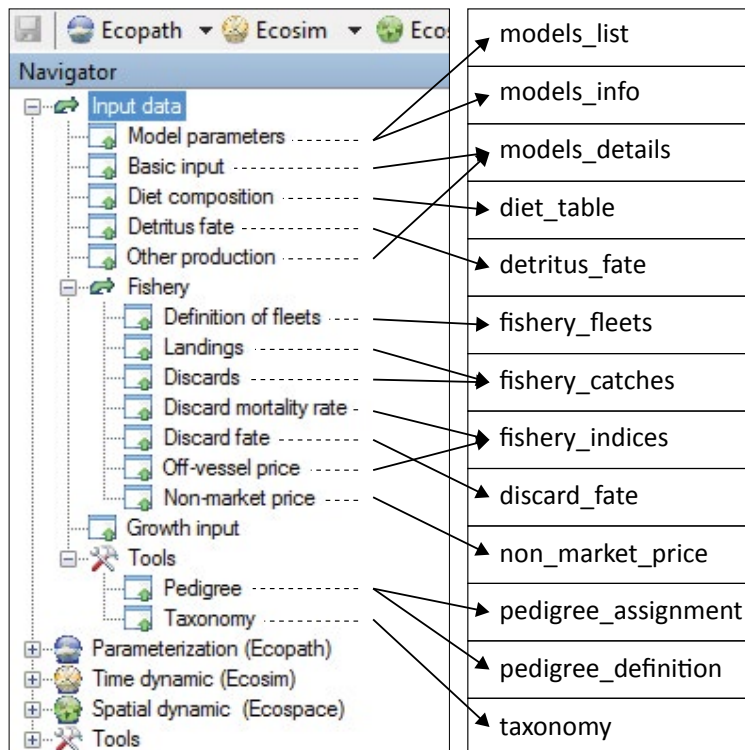 Ecopath Ecosim Ecos
Navigator
Input data
Model parameters
Basic input
Diet composition
Detritus fate
Other production
Fishery
Definition of fleets
Landings
Discards
Discard mortality rate
Discard fate
Off-vessel price
Non-market price
Growth input
Tools
Pedigree
Taxonomy
Parameterization (Ecopath)
Time dynamic (Ecosim)
Spatial dynamic (Ecospace)
Tools
models_list
models_info
models_details
diet_table
detritus_fate
fishery_fleets
fishery_catches
fishery_indices
discard_fate
non_market_price
pedigree_assignment
pedigree_definition
taxonomy